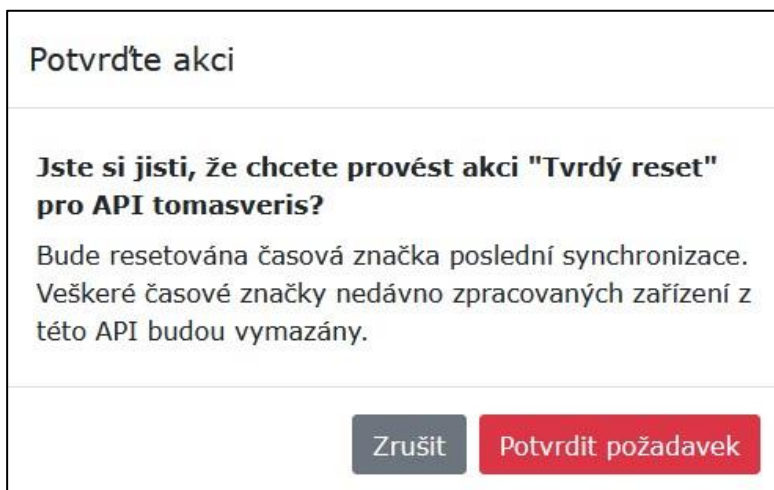 Potvrďte akci
Jste si jisti, že chcete provést akci "Tvrdý reset"
pro API tomasveris?
Bude resetována časová značka poslední synchronizace.
Veškeré časové značky nedávno zpracovaných zařízení z
této API budou vymazány.
Zrušit
Potvrdit požadavek